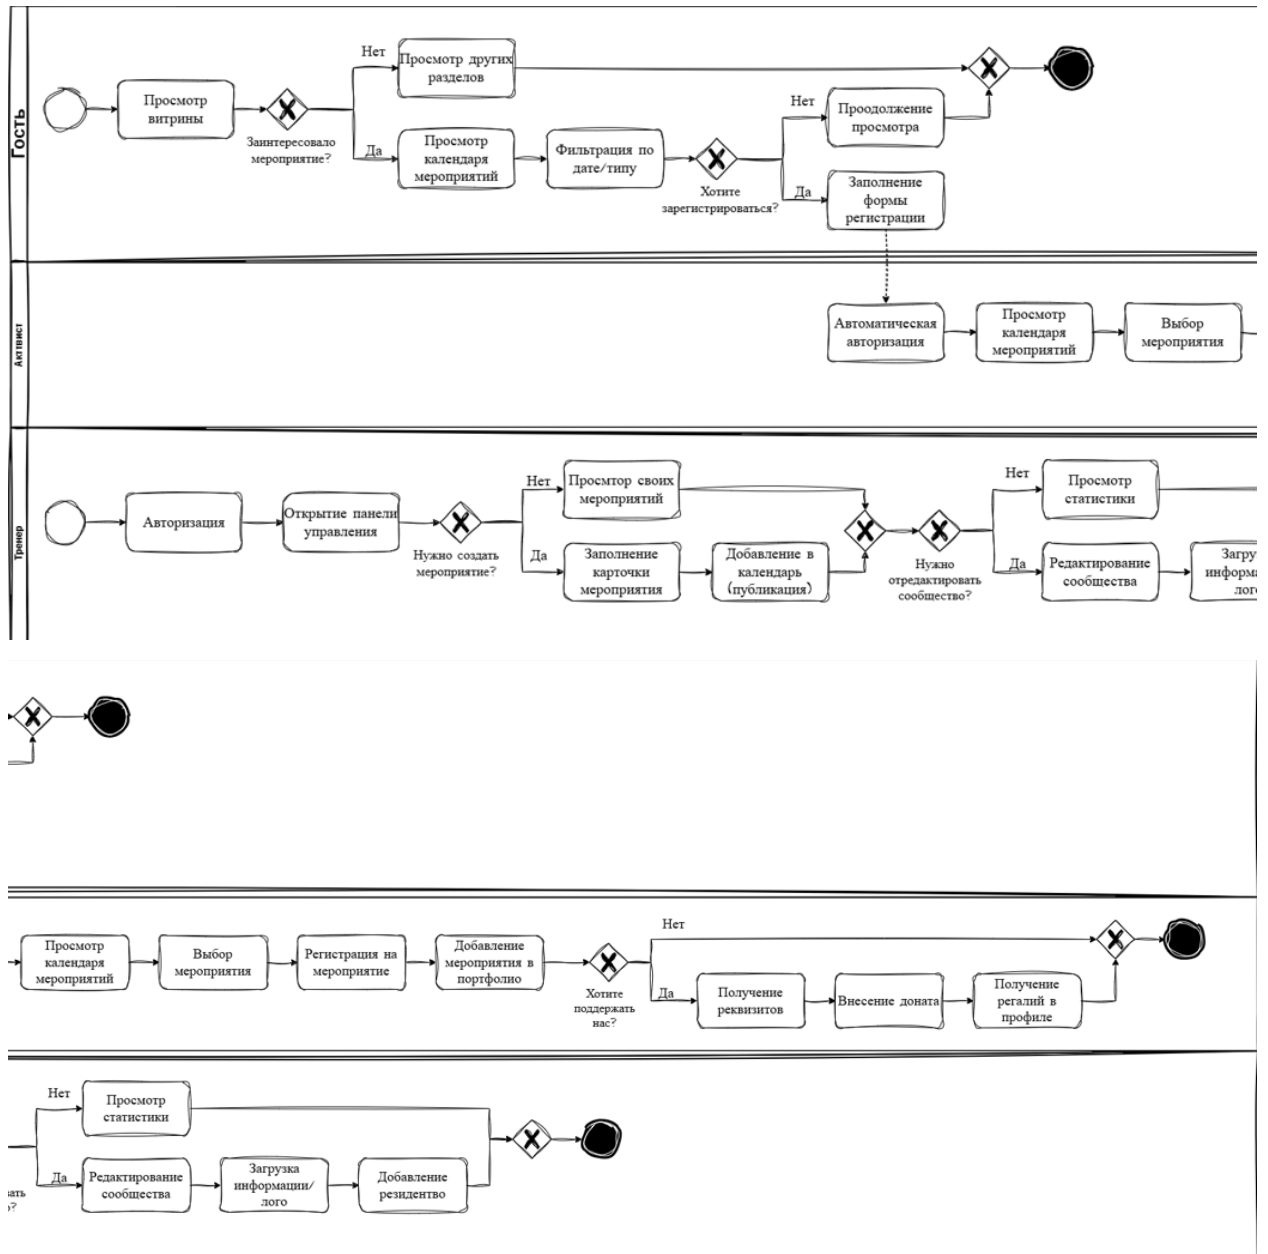 Гость
Просмотр
витрины
Заинтересовало
мероприятие?
Нет
Просмотр других
разделов
Да
Просмотр
календаря
мероприятий
Фильтрация по
дате/типу
Хотите
зарегистрироваться?
Нет
Проодолжение
просмотра
Да
Заполнение
формы
регистрации
Активист
Автоматическая
авторизация
Просмотр
календаря
мероприятий
Выбор
мероприятия
Тренер
Авторизация
Открытие панели
управления
Нужно создать
мероприятие?
Нет
Просмтор своих
мероприятий
Да
Заполнение
карточки
мероприятия
Добавление в
календарь
(публикация)
Нужно
отредактировать
сообщество?
Нет
Просмотр
статистики
Да
Редактирование
сообщества
Загру
информа
лог
Просмотр
календаря
мероприятий
Выбор
мероприятия
Регистрация на
мероприятие
Добавление
мероприятия в
портфолио
Хотите
поддержать
нас?
Нет
Да
Получение
реквизитов
Внесение доната
Получение
регалий в
профиле
Нет
Просмотр
статистики
Да
Редактирование
сообщества
Загрузка
информации/
лого
Добавление
резидентво